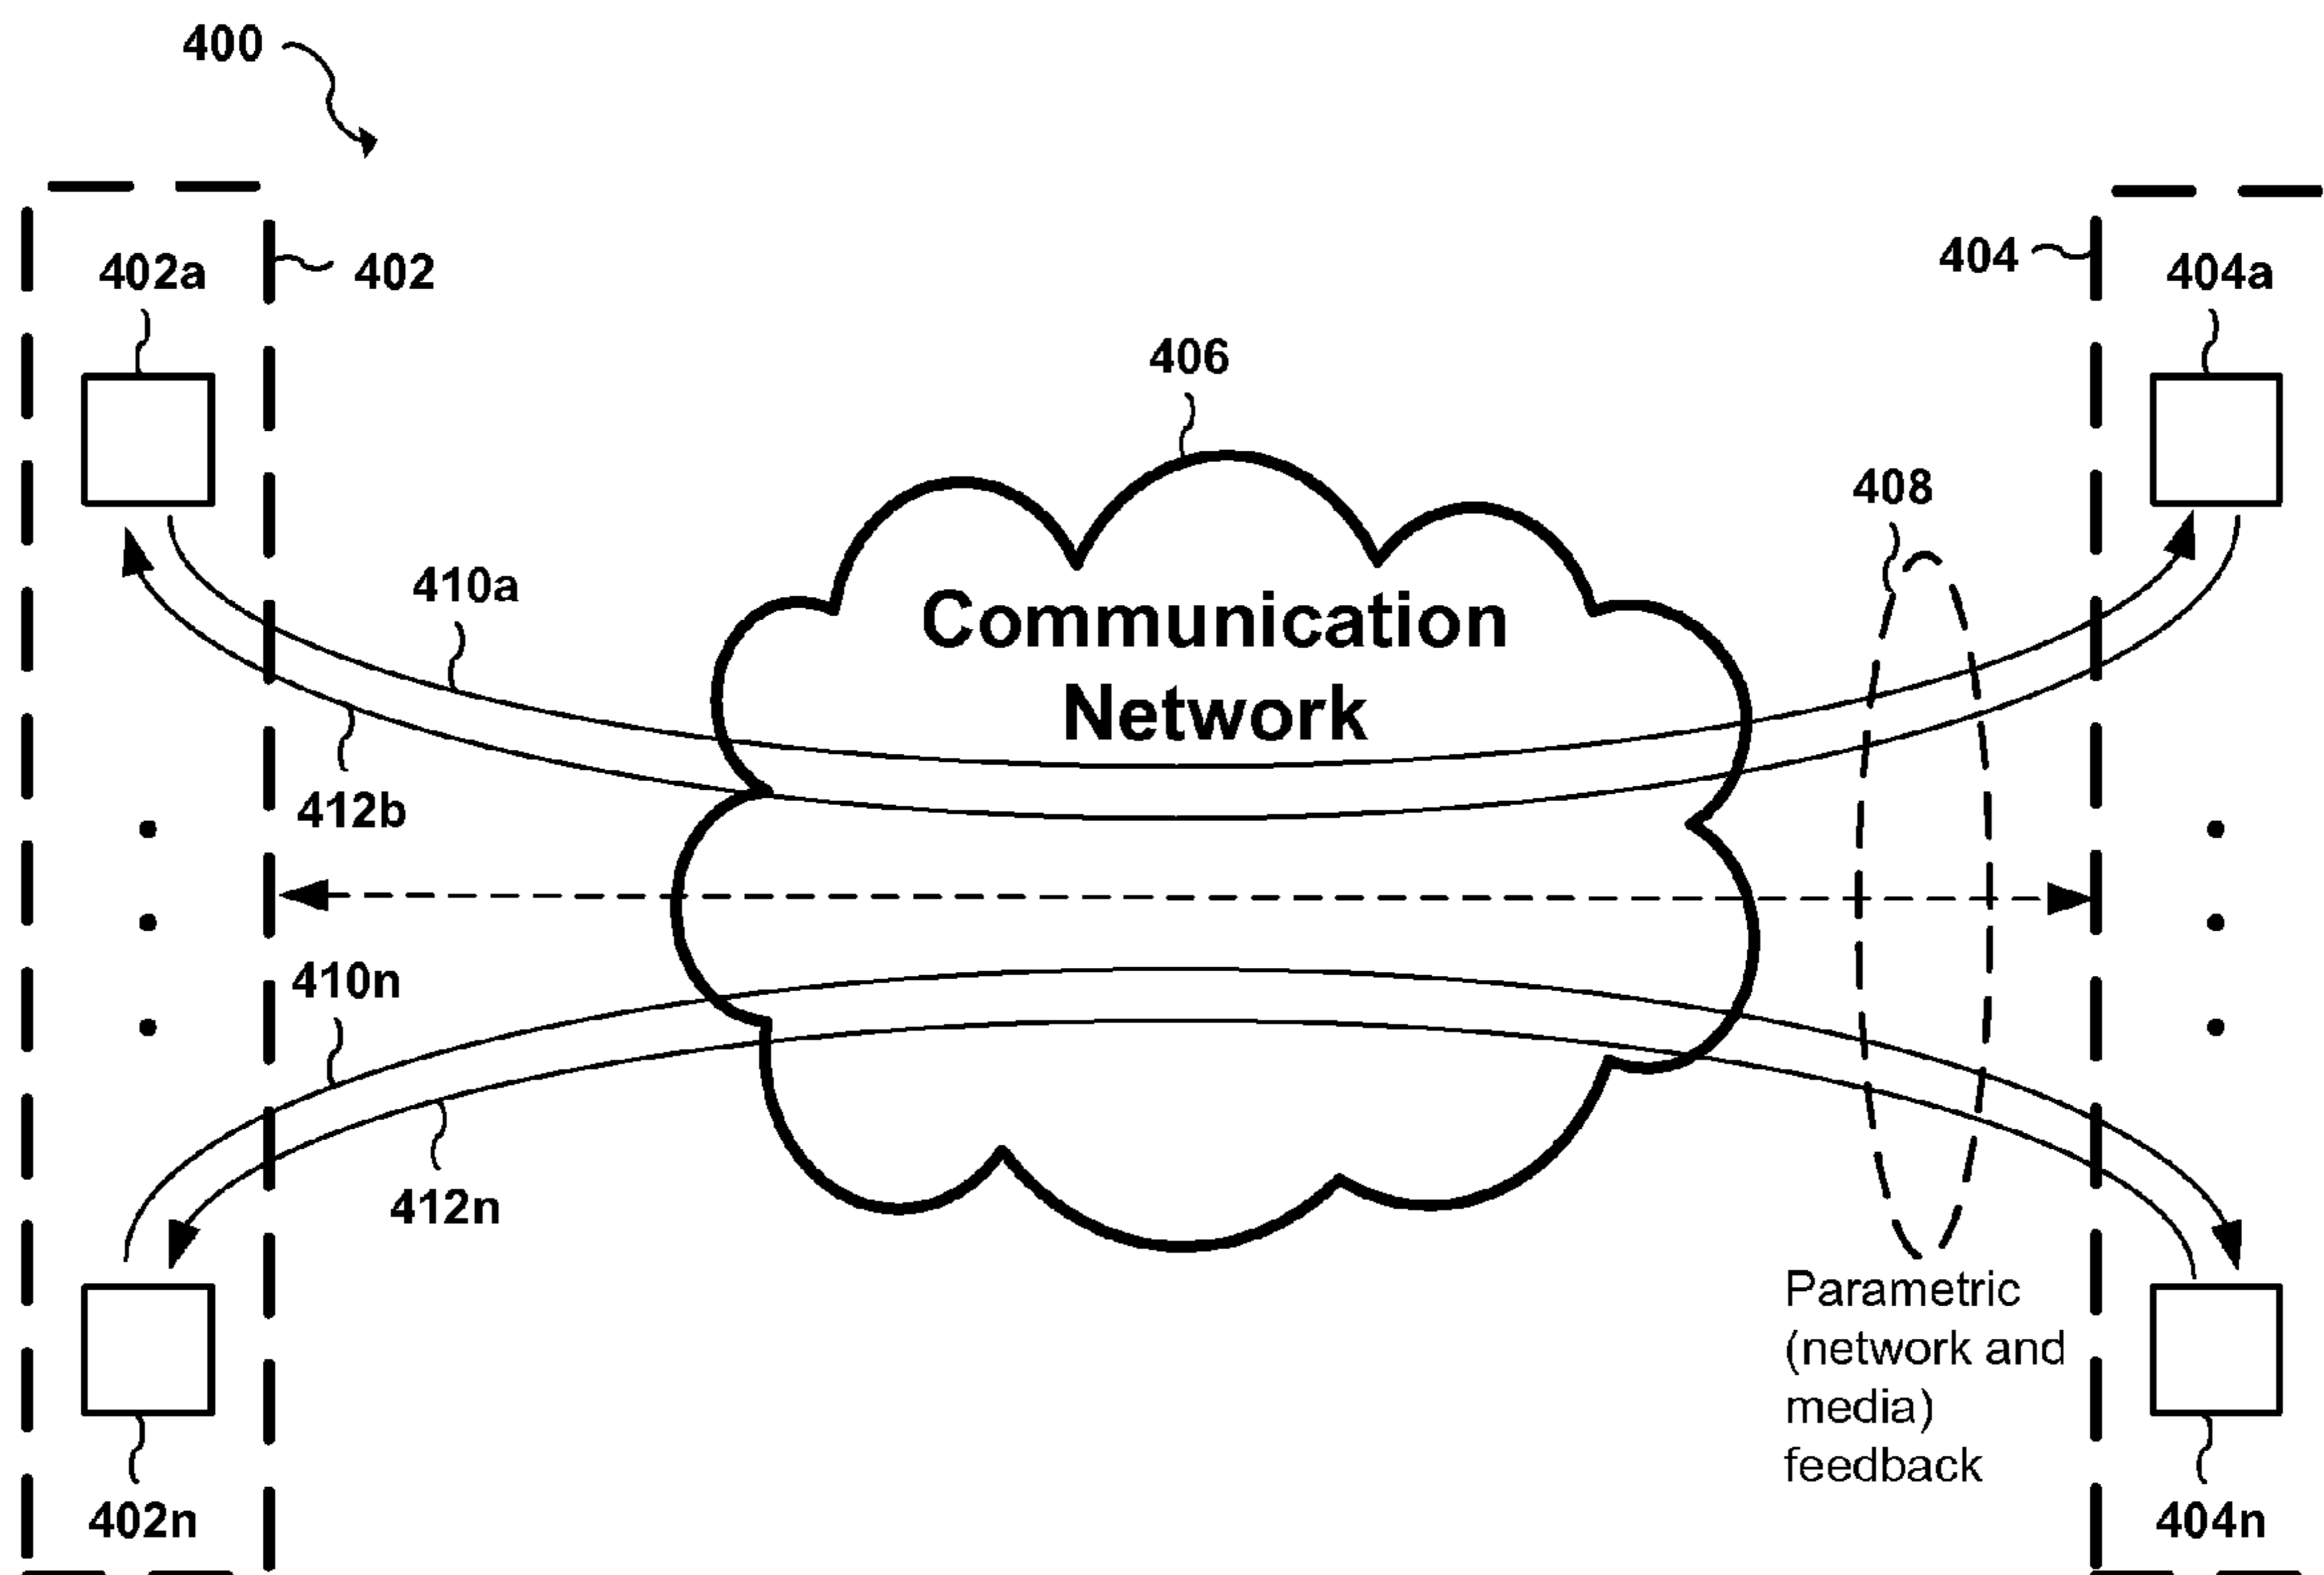 400
402a
402
404
404a
406
408
410a
Communication
Network
412b
410n
412n
Parametric
(network and
media)
feedback
402n
404n